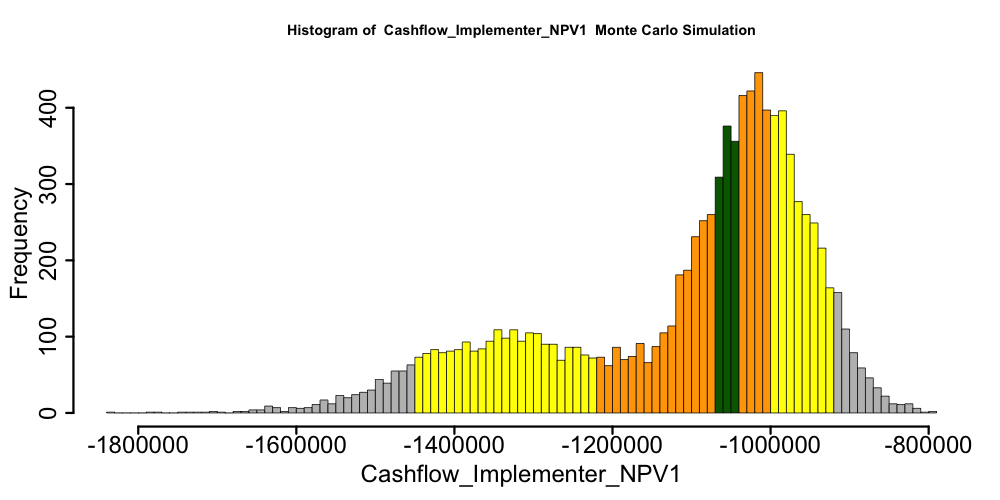 Histogram of  Cashflow_Implementer_NPV1  Monte Carlo Simulation
400
300
200
100
0
Frequency
-1800000 -1600000 -1400000 -1200000 -1000000 -800000
Cashflow_Implementer_NPV1